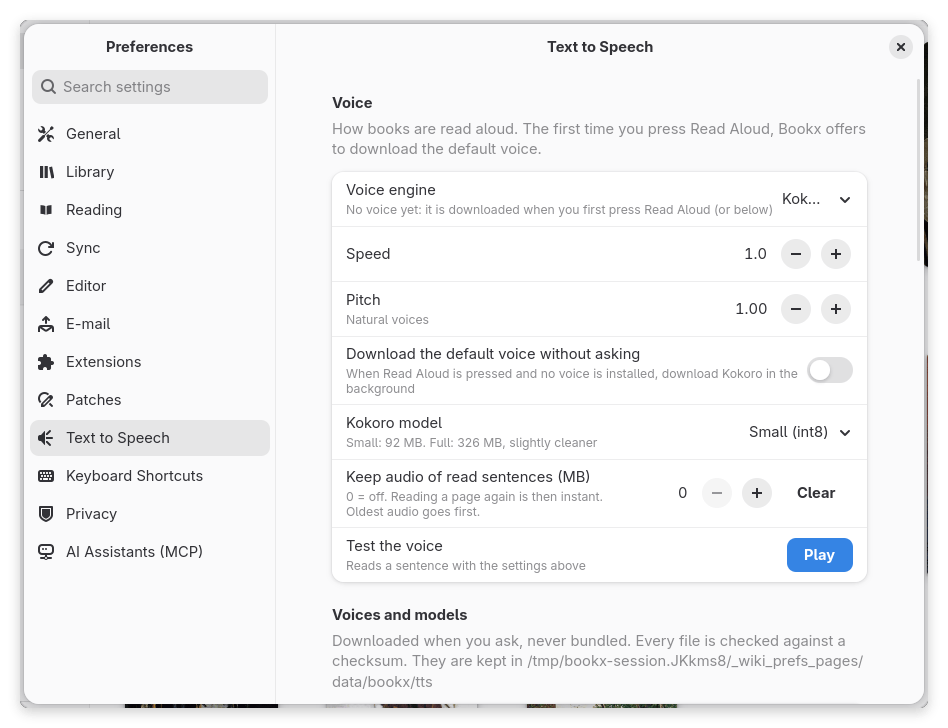 Preferences
Search settings
General
Library
Reading
Sync
Editor
E-mail
Extensions
Patches
Text to Speech
Keyboard Shortcuts
Privacy
AI Assistants (MCP)
Text to Speech
Voice
How books are read aloud. The first time you press Read Aloud, Bookx offers
to download the default voice.
Voice engine
No voice yet: it is downloaded when you first press Read Aloud (or below)
Kok...
Speed
1.0
Pitch
Natural voices
1.00
Download the default voice without asking
When Read Aloud is pressed and no voice is installed, download Kokoro in the
background
Kokoro model
Small: 92 MB. Full: 326 MB, slightly cleaner
Small (int8)
Keep audio of read sentences (MB)
0 = off. Reading a page again is then instant.
Oldest audio goes first.
0
Clear
Test the voice
Reads a sentence with the settings above
Play
Voices and models
Downloaded when you ask, never bundled. Every file is checked against a
checksum. They are kept in /tmp/bookx-session.JKkms8/_wiki_prefs_pages/
data/bookx/tts